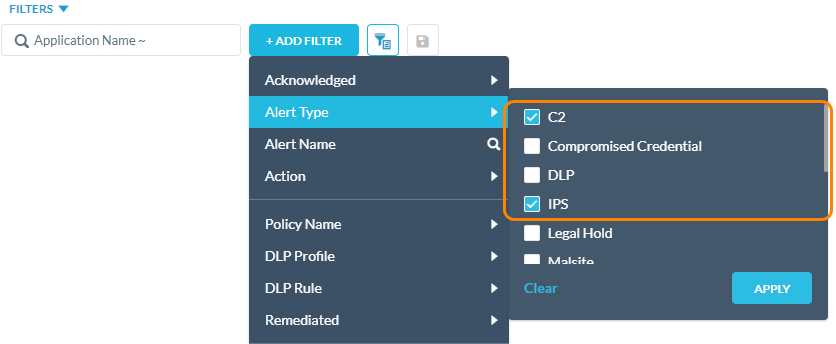 FILTERS
Application Name ~
+ ADD FILTER
Acknowledged
Alert Type
Alert Name
Action
Policy Name
DLP Profile
DLP Rule
Remediated
C2
Compromised Credential
DLP
IPS
Legal Hold
Malsite
Clear
APPLY